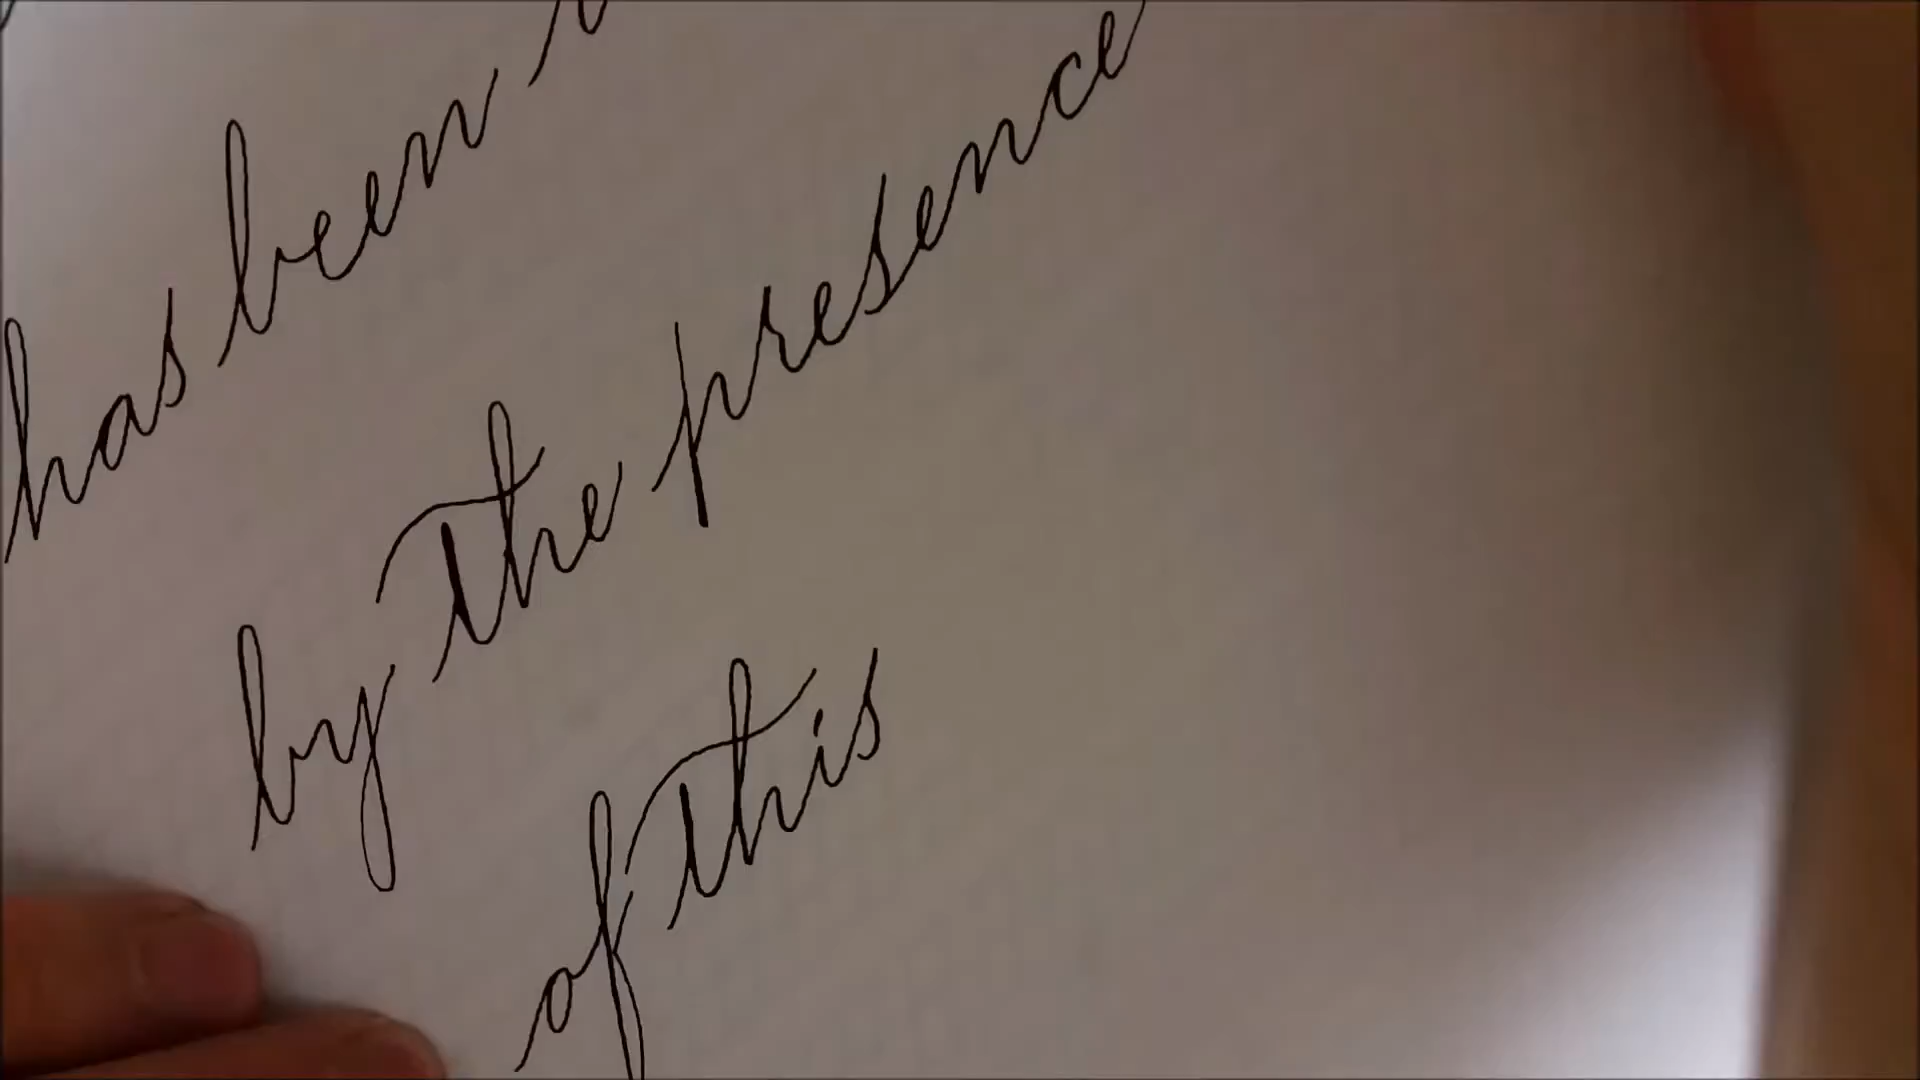 has been
by the presence
of this